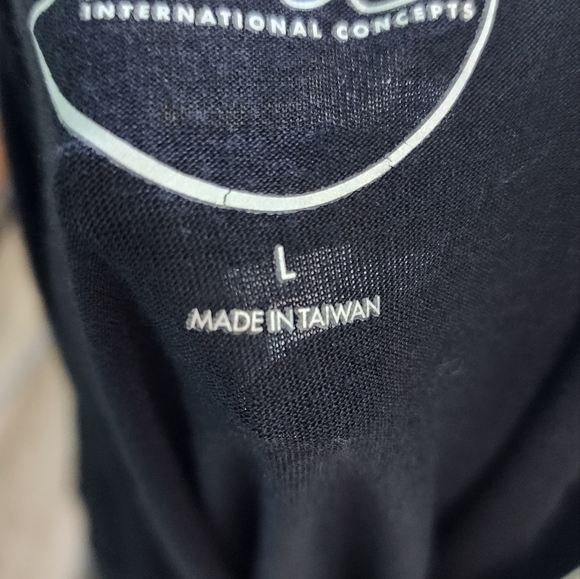 INTERNATIONAL CONCEPTS
L
MADE IN TAIWAN